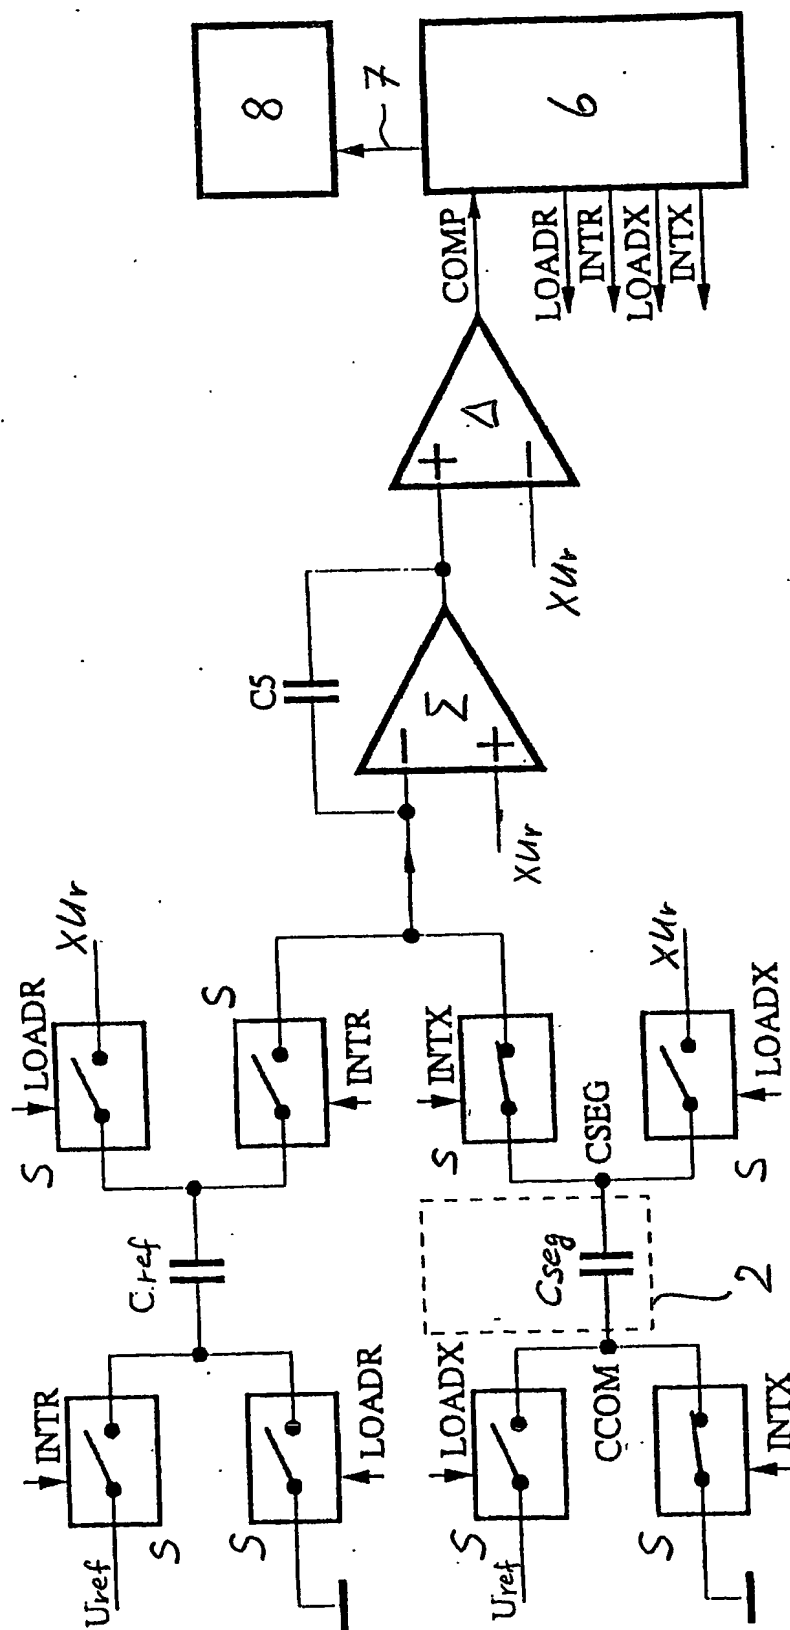 INTR
Uref
S
S
LOADR
C.ref
LOADR
XUr
S
S
INTR
LOADX
Uref
S
CCOM
S
INTX
Cseg
2
CSEG
INTX
S
S
LOADX
XUr
C5
−
Σ
+
XUr
+
Δ
−
XUr
COMP
LOADR
INTR
LOADX
INTX
6
7
8